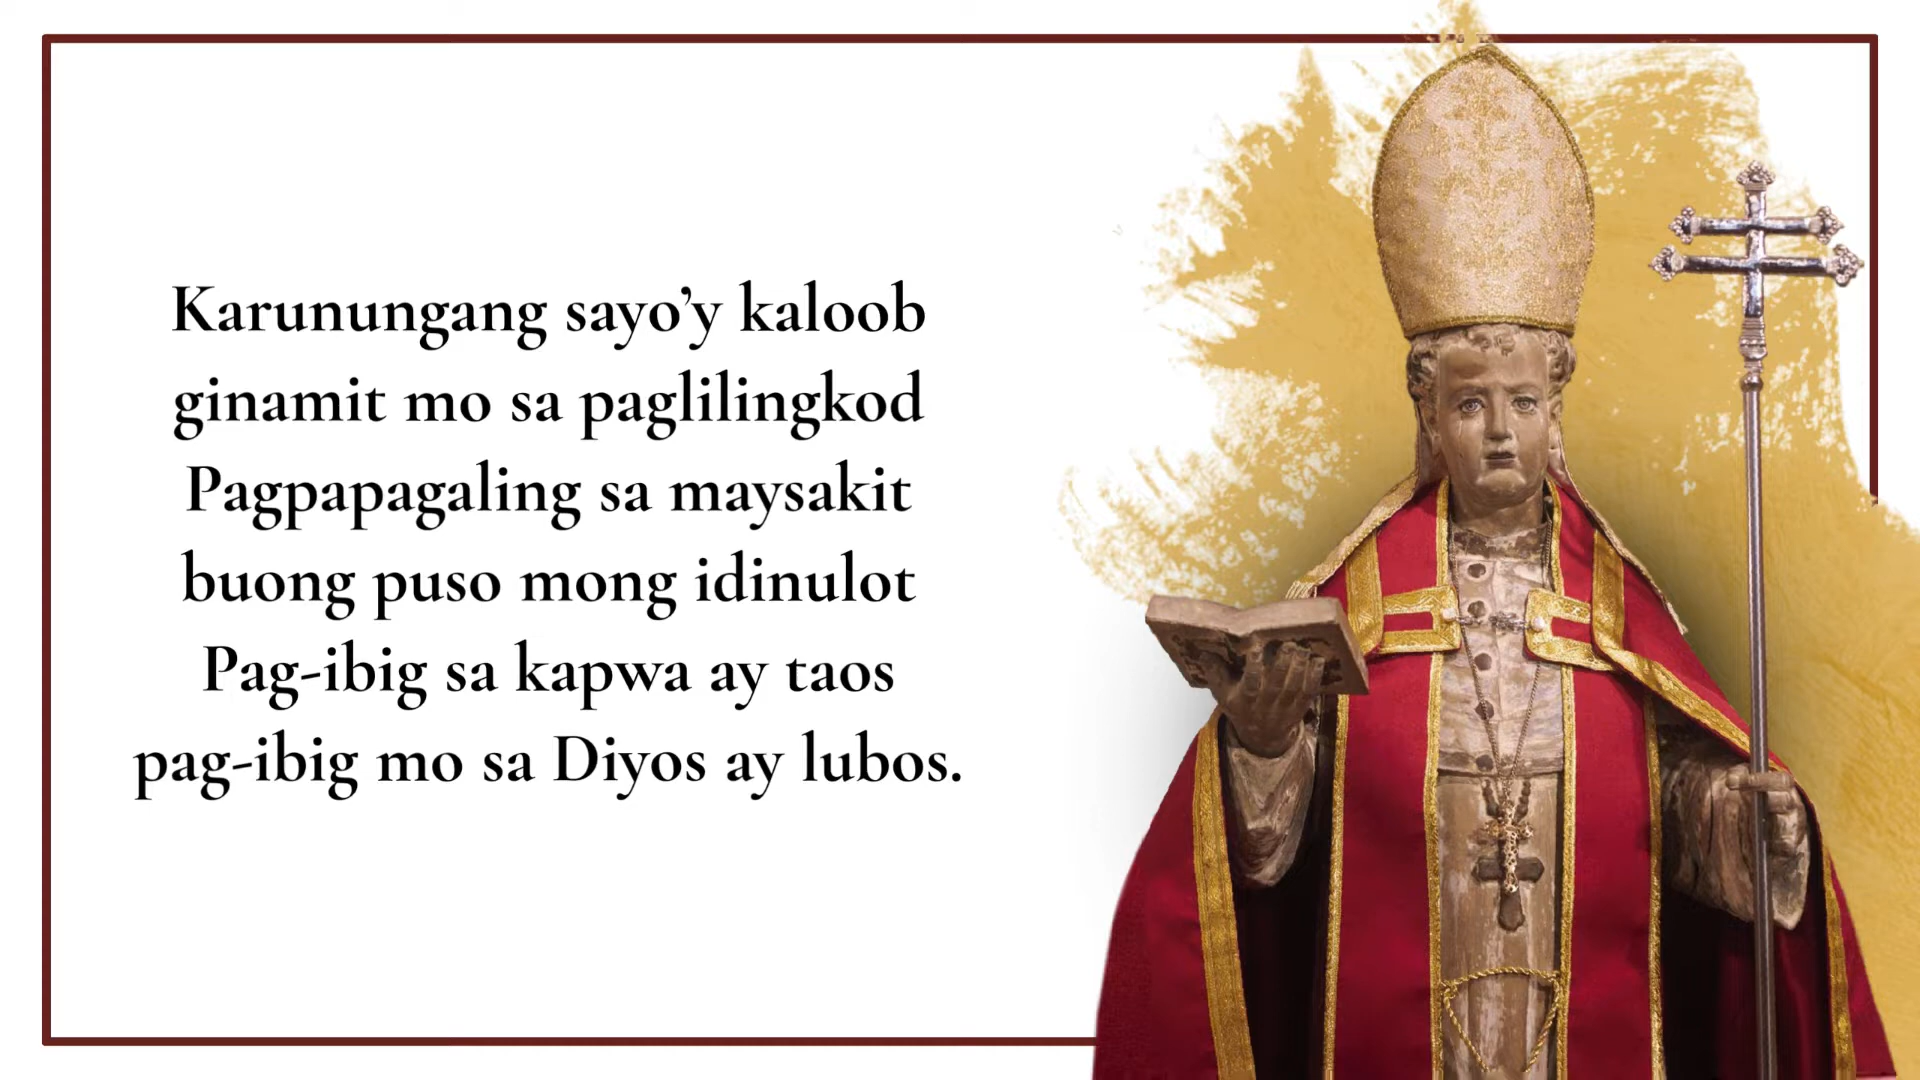 Karunungang sayo’y kaloob
ginamit mo sa paglilingkod
Pagpapagaling sa maysakit
buong puso mong idinulot
Pag-ibig sa kapwa ay taos
pag-ibig mo sa Diyos ay lubos.